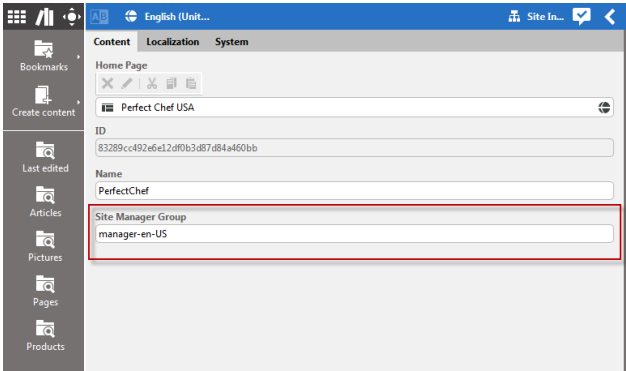 English (Unit...
Site In...
Content Localization System
Bookmarks
Create content
Last edited
Articles
Pictures
Pages
Products
Home Page
Perfect Chef USA
ID
83289cc492e6e12df0b3d87d84a460bb
Name
PerfectChef
Site Manager Group
manager-en-US